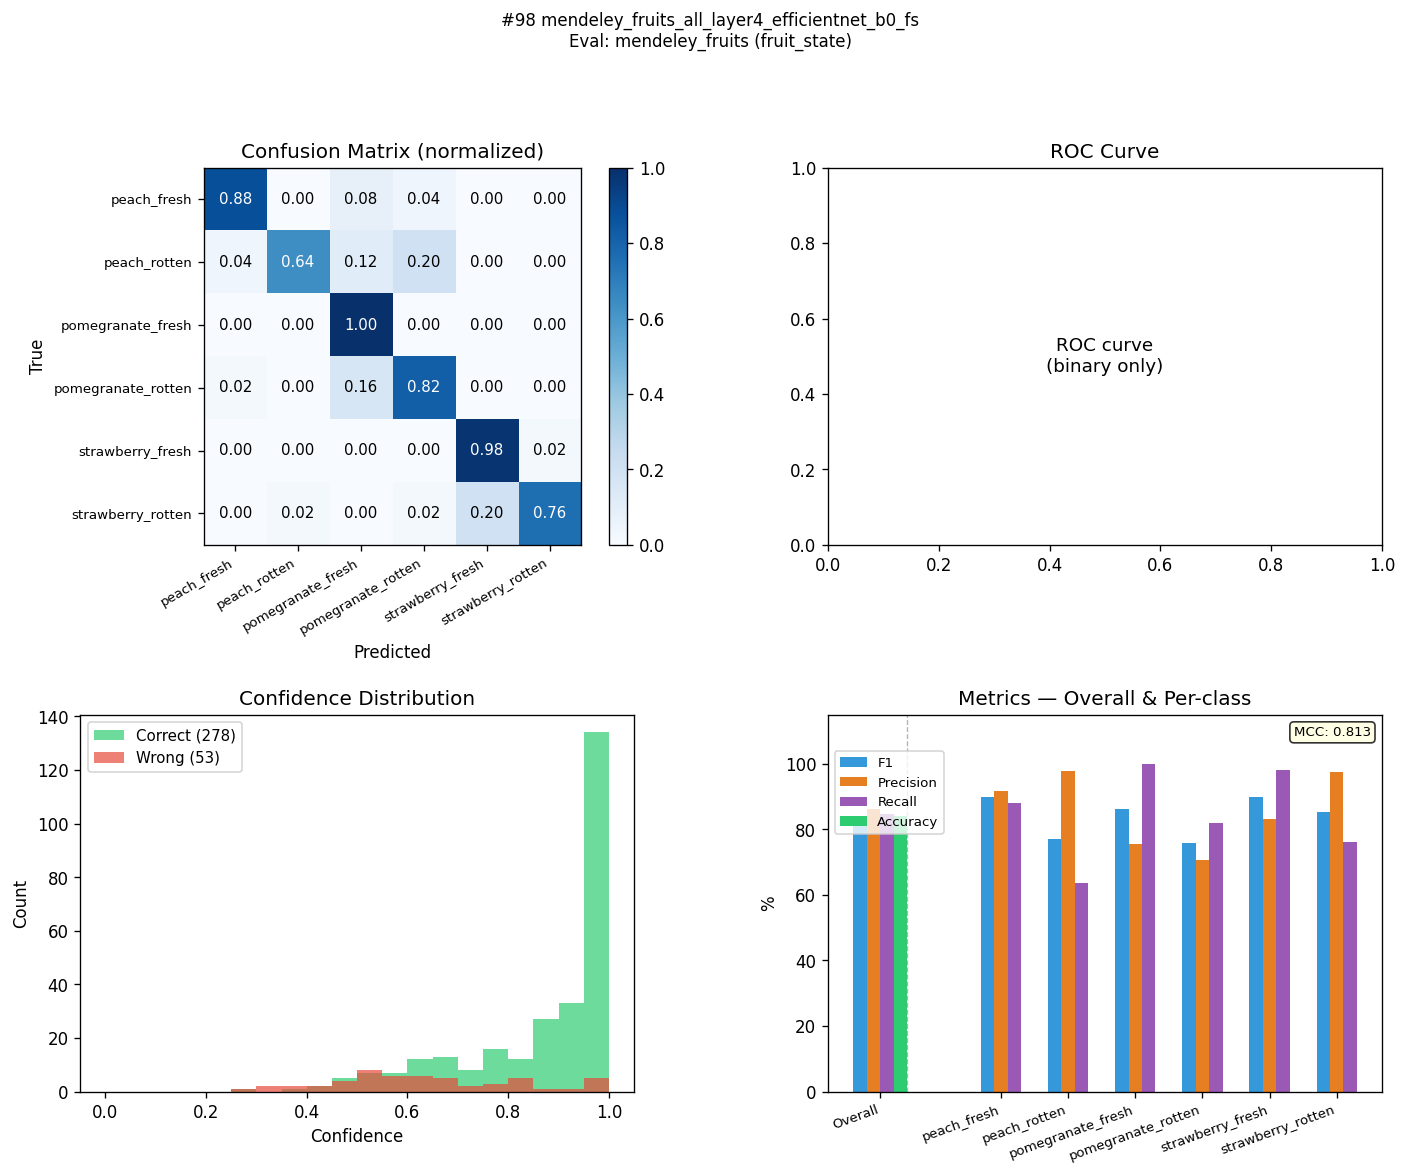 #98 mendeley_fruits_all_layer4_efficientnet_b0_fs
Eval: mendeley_fruits (fruit_state)
Confusion Matrix (normalized)
True
peach_fresh 0.88 0.00 0.08 0.04 0.00 0.00
peach_rotten 0.04 0.64 0.12 0.20 0.00 0.00
pomegranate_fresh 0.00 0.00 1.00 0.00 0.00 0.00
pomegranate_rotten 0.02 0.00 0.16 0.82 0.00 0.00
strawberry_fresh 0.00 0.00 0.00 0.00 0.98 0.02
strawberry_rotten 0.00 0.02 0.00 0.02 0.20 0.76
peach_fresh peach_rotten pomegranate_fresh pomegranate_rotten strawberry_fresh strawberry_rotten
Predicted
1.0
0.8
0.6
0.4
0.2
0.0
ROC Curve
1.0
0.8
0.6
0.4
0.2
0.0
ROC curve
(binary only)
0.0 0.2 0.4 0.6 0.8 1.0
Confidence Distribution
Count
140
120
100
80
60
40
20
0
Correct (278)
Wrong (53)
0.0 0.2 0.4 0.6 0.8 1.0
Confidence
Metrics — Overall & Per-class
MCC: 0.813
%
100
80
60
40
20
0
F1
Precision
Recall
Accuracy
Overall peach_fresh peach_rotten pomegranate_fresh pomegranate_rotten strawberry_fresh strawberry_rotten